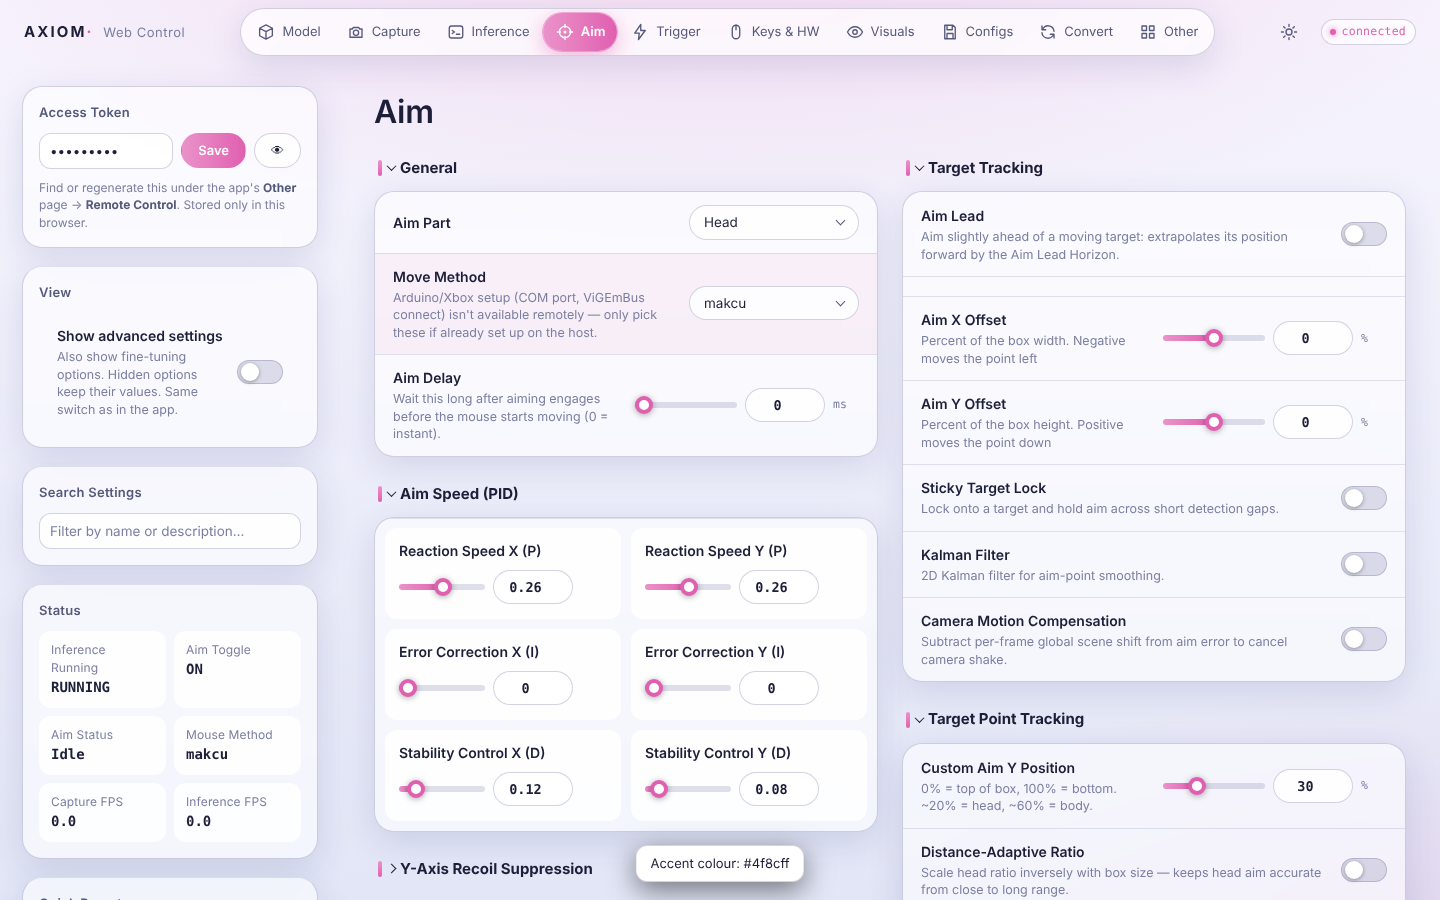 AXIOM· Web Control
Model
Capture
Inference
Aim
Trigger
Keys & HW
Visuals
Configs
Convert
Other
connected
Access Token
•••••••••
Save
Find or regenerate this under the app's Other
page → Remote Control. Stored only in this
browser.
View
Show advanced settings
Also show fine-tuning
options. Hidden options
keep their values. Same
switch as in the app.
Search Settings
Filter by name or description...
Status
Inference
Running
RUNNING
Aim Toggle
ON
Aim Status
Idle
Mouse Method
makcu
Capture FPS
0.0
Inference FPS
0.0
Aim
General
Aim Part
Head
Move Method
Arduino/Xbox setup (COM port, ViGEmBus
connect) isn't available remotely — only pick
these if already set up on the host.
makcu
Aim Delay
Wait this long after aiming engages
before the mouse starts moving (0 =
instant).
0 ms
Aim Speed (PID)
Reaction Speed X (P)
0.26
Reaction Speed Y (P)
0.26
Error Correction X (I)
0
Error Correction Y (I)
0
Stability Control X (D)
0.12
Stability Control Y (D)
0.08
Y-Axis Recoil Suppression
Accent colour: #4f8cff
Target Tracking
Aim Lead
Aim slightly ahead of a moving target: extrapolates its position
forward by the Aim Lead Horizon.
Aim X Offset
Percent of the box width. Negative
moves the point left
0 %
Aim Y Offset
Percent of the box height. Positive
moves the point down
0 %
Sticky Target Lock
Lock onto a target and hold aim across short detection gaps.
Kalman Filter
2D Kalman filter for aim-point smoothing.
Camera Motion Compensation
Subtract per-frame global scene shift from aim error to cancel
camera shake.
Target Point Tracking
Custom Aim Y Position
0% = top of box, 100% = bottom.
~20% = head, ~60% = body.
30 %
Distance-Adaptive Ratio
Scale head ratio inversely with box size — keeps head aim accurate
from close to long range.